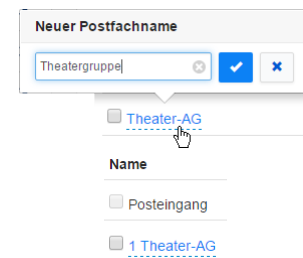 Neuer Postfachname
Theatergruppe
Theater-AG
Name
Posteingang
1 Theater-AG